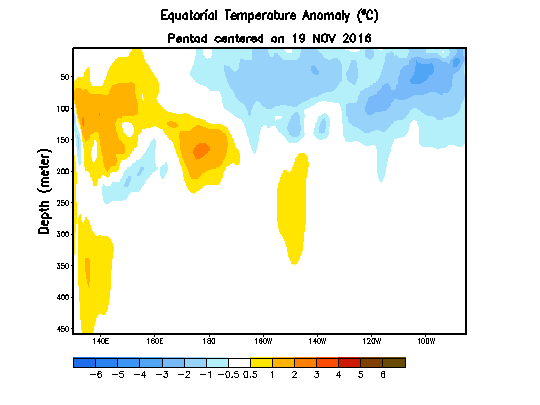 Equatorial Temperature Anomaly (°C)
Pentad centered on 19 NOV 2016
Depth (meter)
50
100
150
200
250
300
350
400
450
140E 160E 180 160W 140W 120W 100W
-6 -5 -4 -3 -2 -1 -0.5 0.5 1 2 3 4 5 6